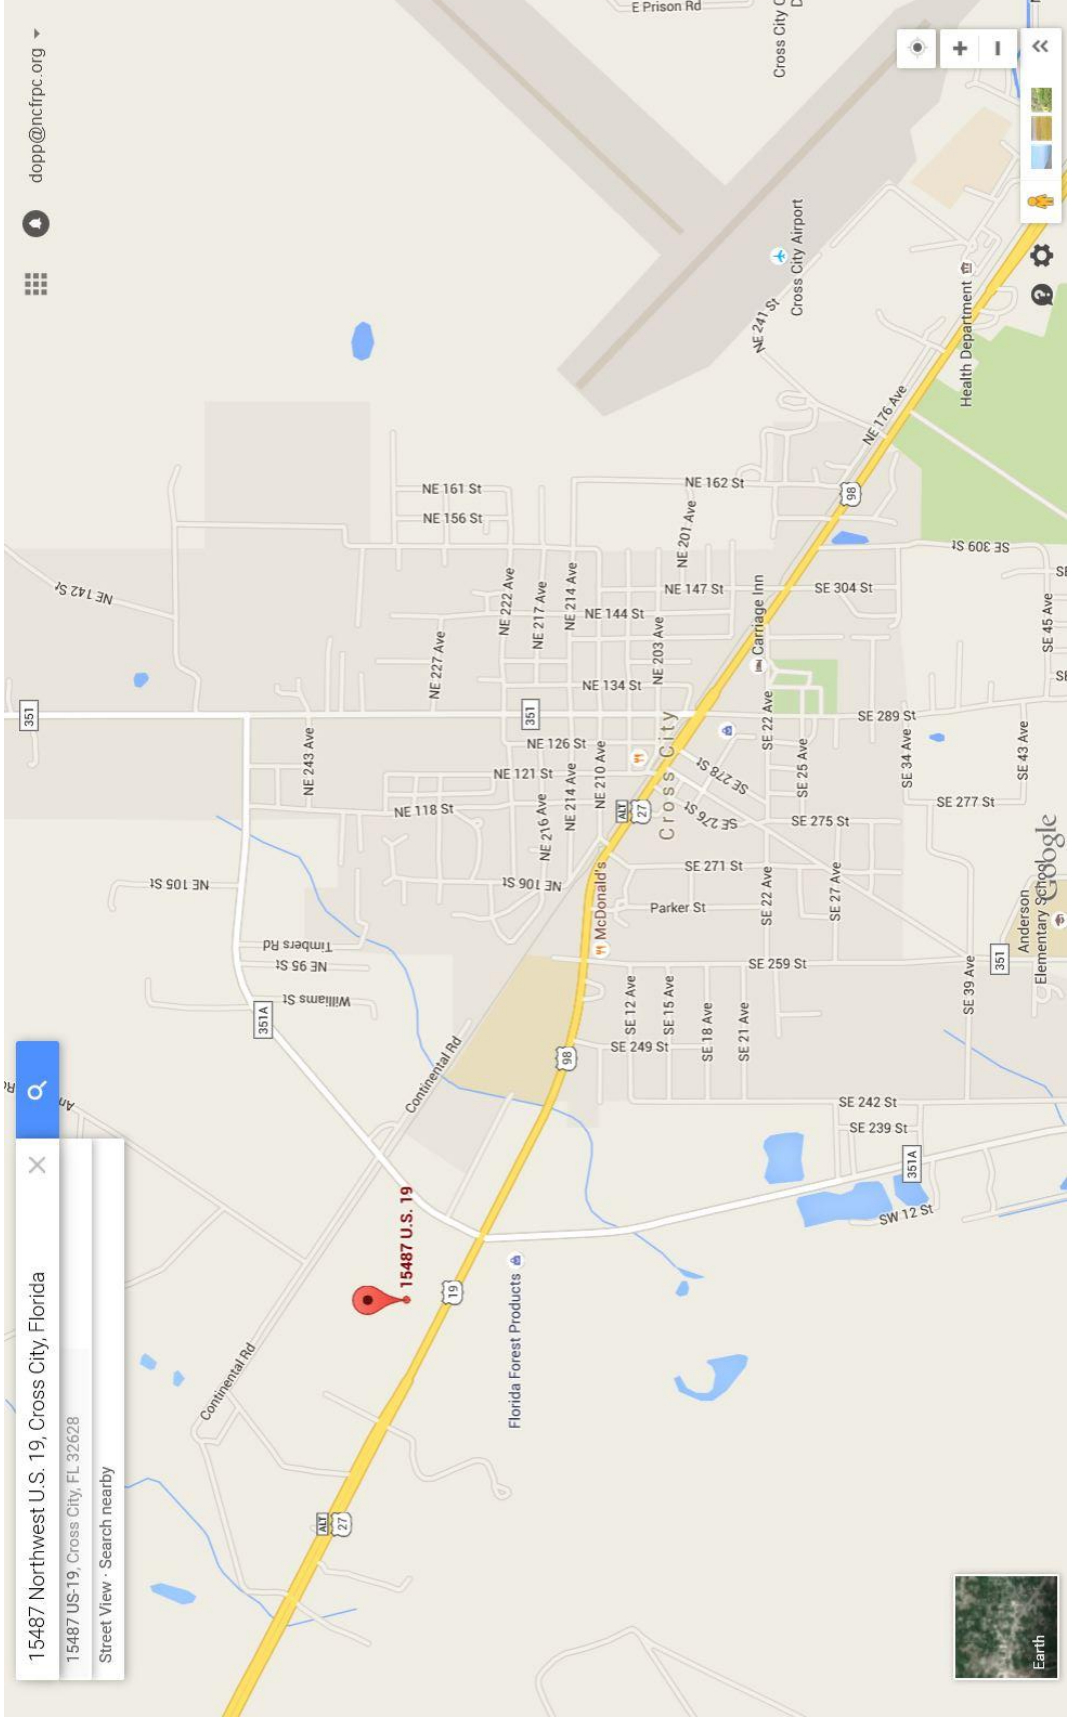 15487 Northwest U.S. 19, Cross City, Florida
15487 US-19, Cross City, FL 32628
Street View · Search nearby
dopp@ncfrpc.org
351
NE 142 St
E Prison Rd
Cross City
NE 105 St
NE 243 Ave
Timbers Rd
NE 95 St
Williams St
351A
Continental Rd
Continental Rd
NE 118 St
NE 227 Ave
NE 161 St
NE 156 St
NE 121 St
NE 126 St
351
NE 222 Ave
NE 217 Ave
NE 214 Ave
NE 106 St
NE 216 Ave
NE 214 Ave
NE 210 Ave
NE 134 St
NE 144 St
NE 203 Ave
NE 147 St
NE 201 Ave
NE 162 St
NE 241 St
Cross City Airport
15487 U.S. 19
19
ALT
27
Florida Forest Products
98
McDonald's
ALT
27
Cross City
Carriage Inn
98
NE 176 Ave
Health Department
SE 12 Ave
SE 15 Ave
SE 18 Ave
SE 21 Ave
SE 249 St
SE 259 St
Parker St
SE 271 St
SE 276 St
SE 278 St
SE 22 Ave
SE 22 Ave
SE 25 Ave
SE 27 Ave
SE 275 St
SE 289 St
SE 304 St
SE 309 St
SE 34 Ave
SE 277 St
SE 43 Ave
SE 45 Ave
SE
SE
SE 242 St
SE 239 St
351A
SW 12 St
SE 39 Ave
351
Anderson
Elementary School
Google
Earth